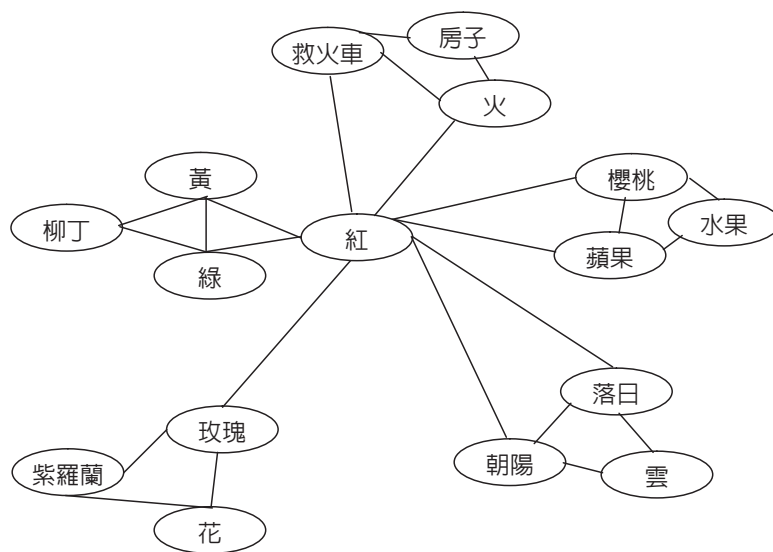 房子
救火車
火
黃
櫻桃
柳丁
水果
紅
蘋果
綠
落日
玫瑰
朝陽
雲
紫羅蘭
花